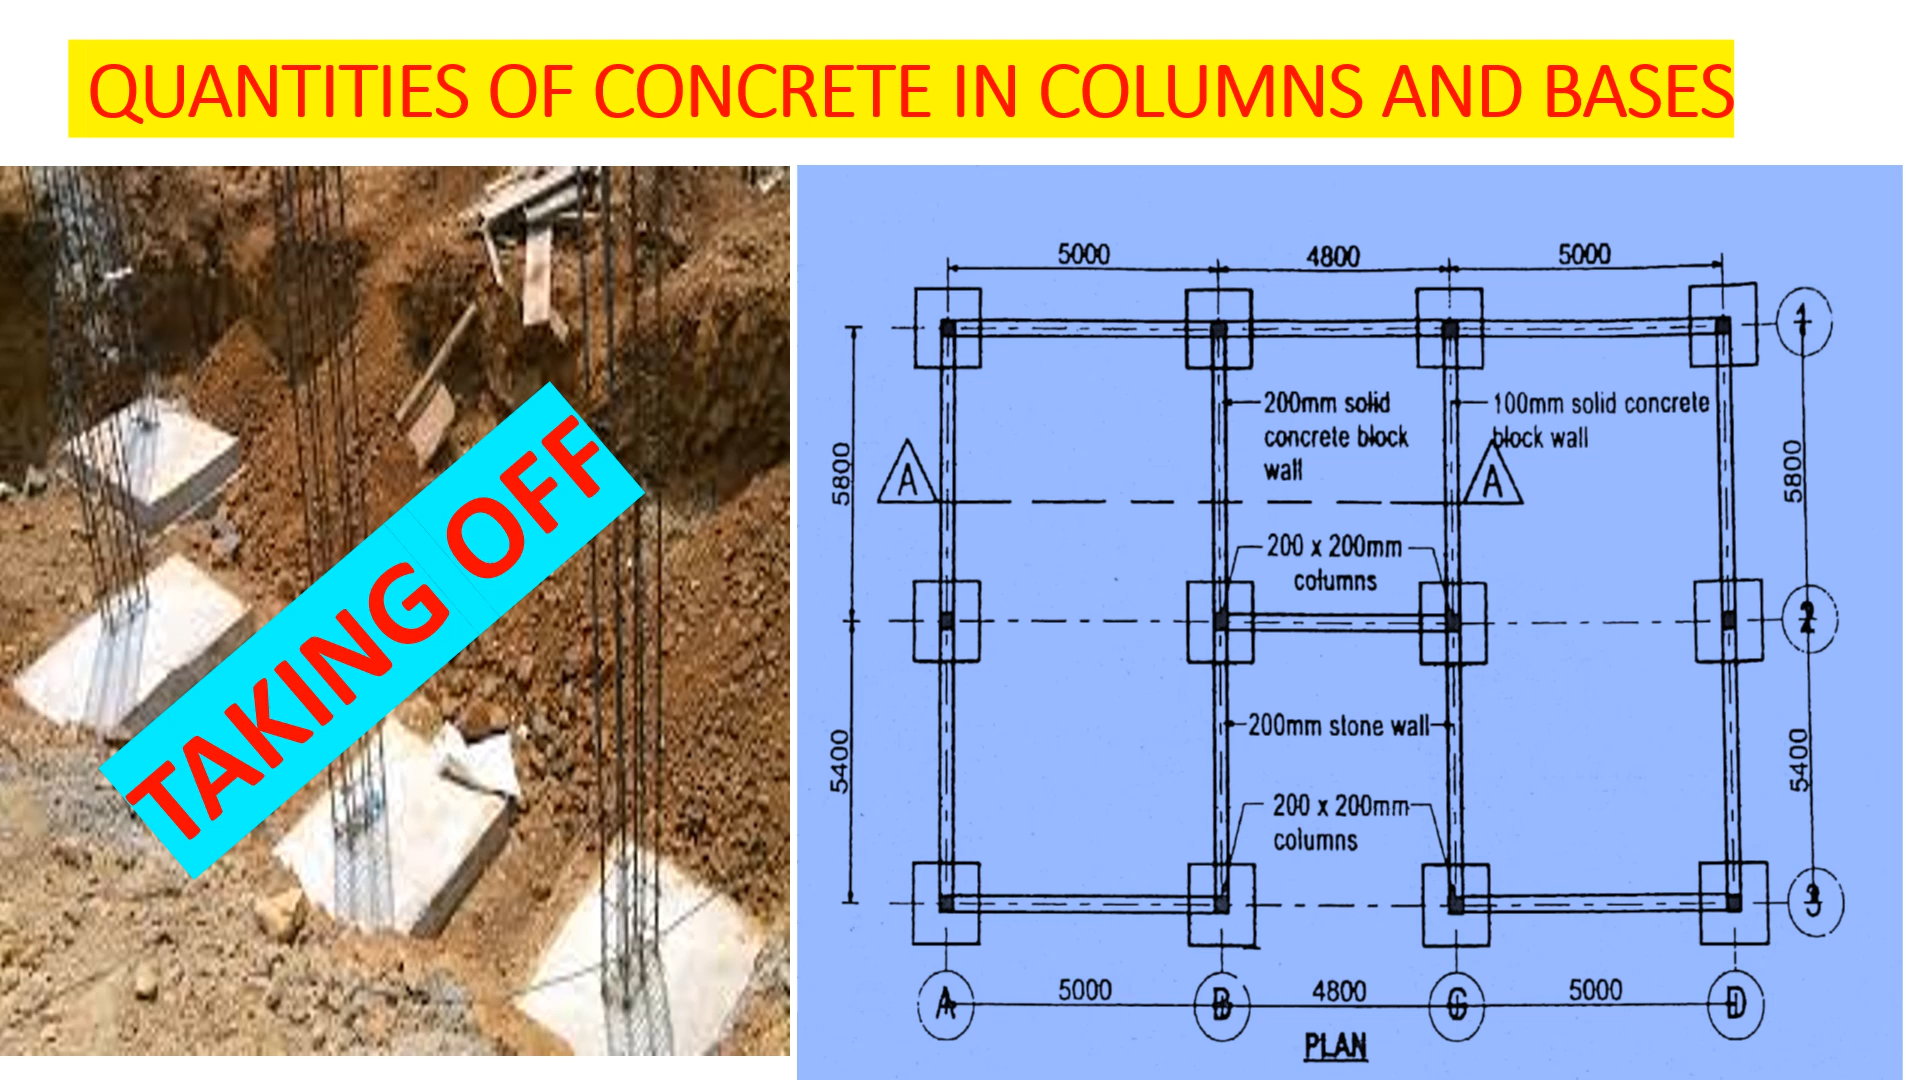 QUANTITIES OF CONCRETE IN COLUMNS AND BASES
TAKING OFF
5000
4800
5000
1
200mm solid
concrete block
wall
100mm solid concrete
block wall
A
A
5800
5800
200 x 200mm
columns
2
200mm stone wall
5400
5400
200 x 200mm
columns
3
5000
4800
5000
A
B
C
D
PLAN